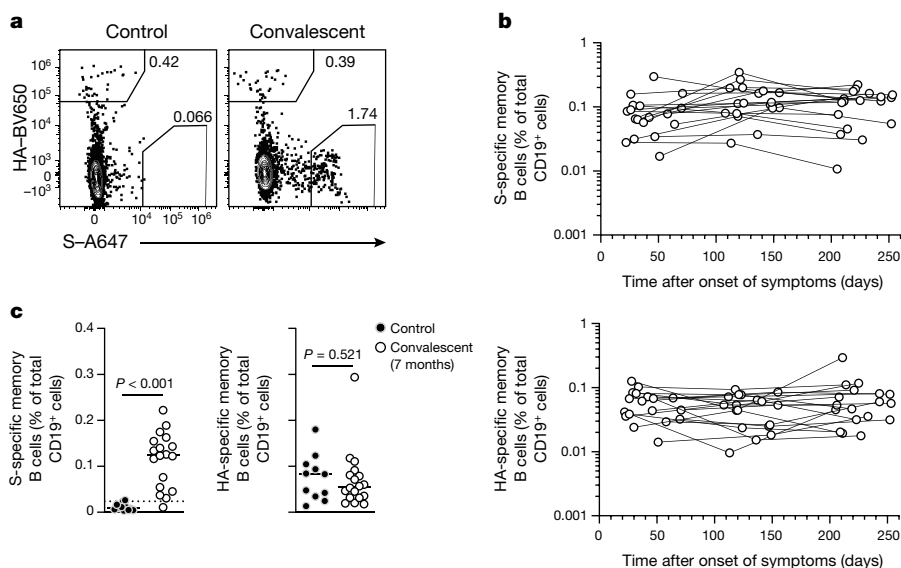 a
Control
Convalescent
HA–BV650
10⁶
10⁵
10⁴
10³
0
−10³
0.42
0.066
0.39
1.74
0
10⁴
10⁵
10⁶
S–A647
b
S-specific memory
B cells (% of total
CD19⁺ cells)
1
0.1
0.01
0.001
0
50
100
150
200
250
Time after onset of symptoms (days)
HA-specific memory
B cells (% of total
CD19⁺ cells)
1
0.1
0.01
0.001
0
50
100
150
200
250
Time after onset of symptoms (days)
c
S-specific memory
B cells (% of total
CD19⁺ cells)
0.4
0.3
0.2
0.1
0
P < 0.001
HA-specific memory
B cells (% of total
CD19⁺ cells)
P = 0.521
Control
Convalescent
(7 months)